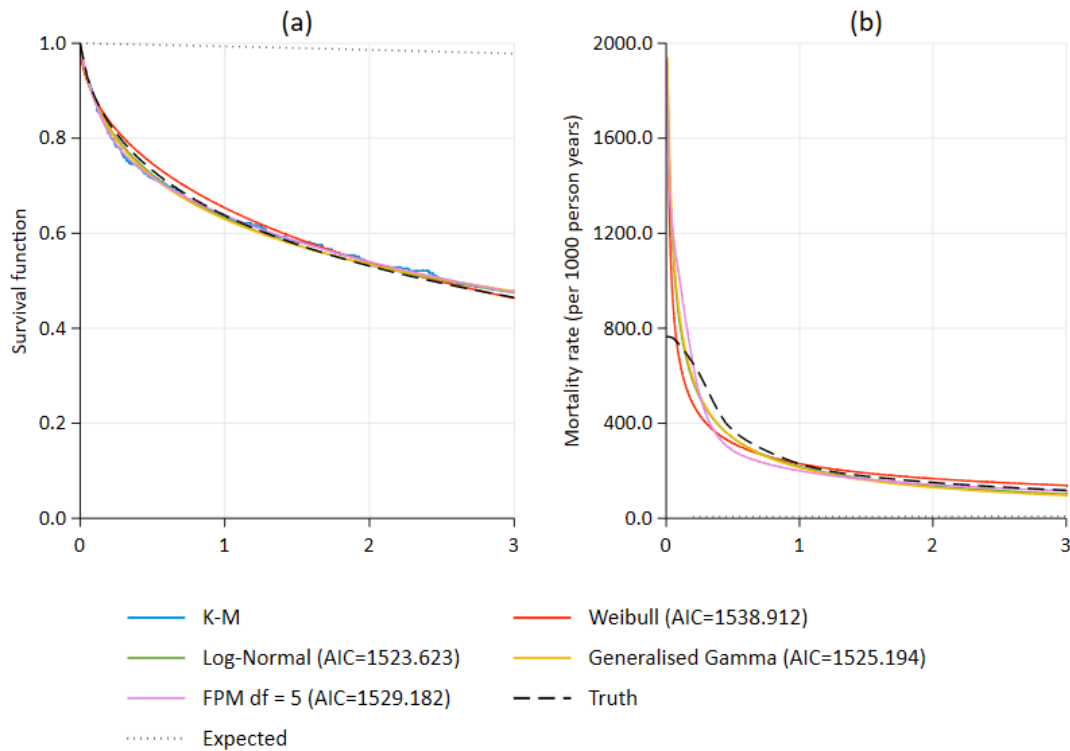 (a)
1.0
0.8
0.6
0.4
0.2
0.0
Survival function
0 1 2 3
(b)
2000.0
1600.0
1200.0
800.0
400.0
0.0
Mortality rate (per 1000 person years)
0 1 2 3
K-M
Weibull (AIC=1538.912)
Log-Normal (AIC=1523.623)
Generalised Gamma (AIC=1525.194)
FPM df = 5 (AIC=1529.182)
Truth
Expected